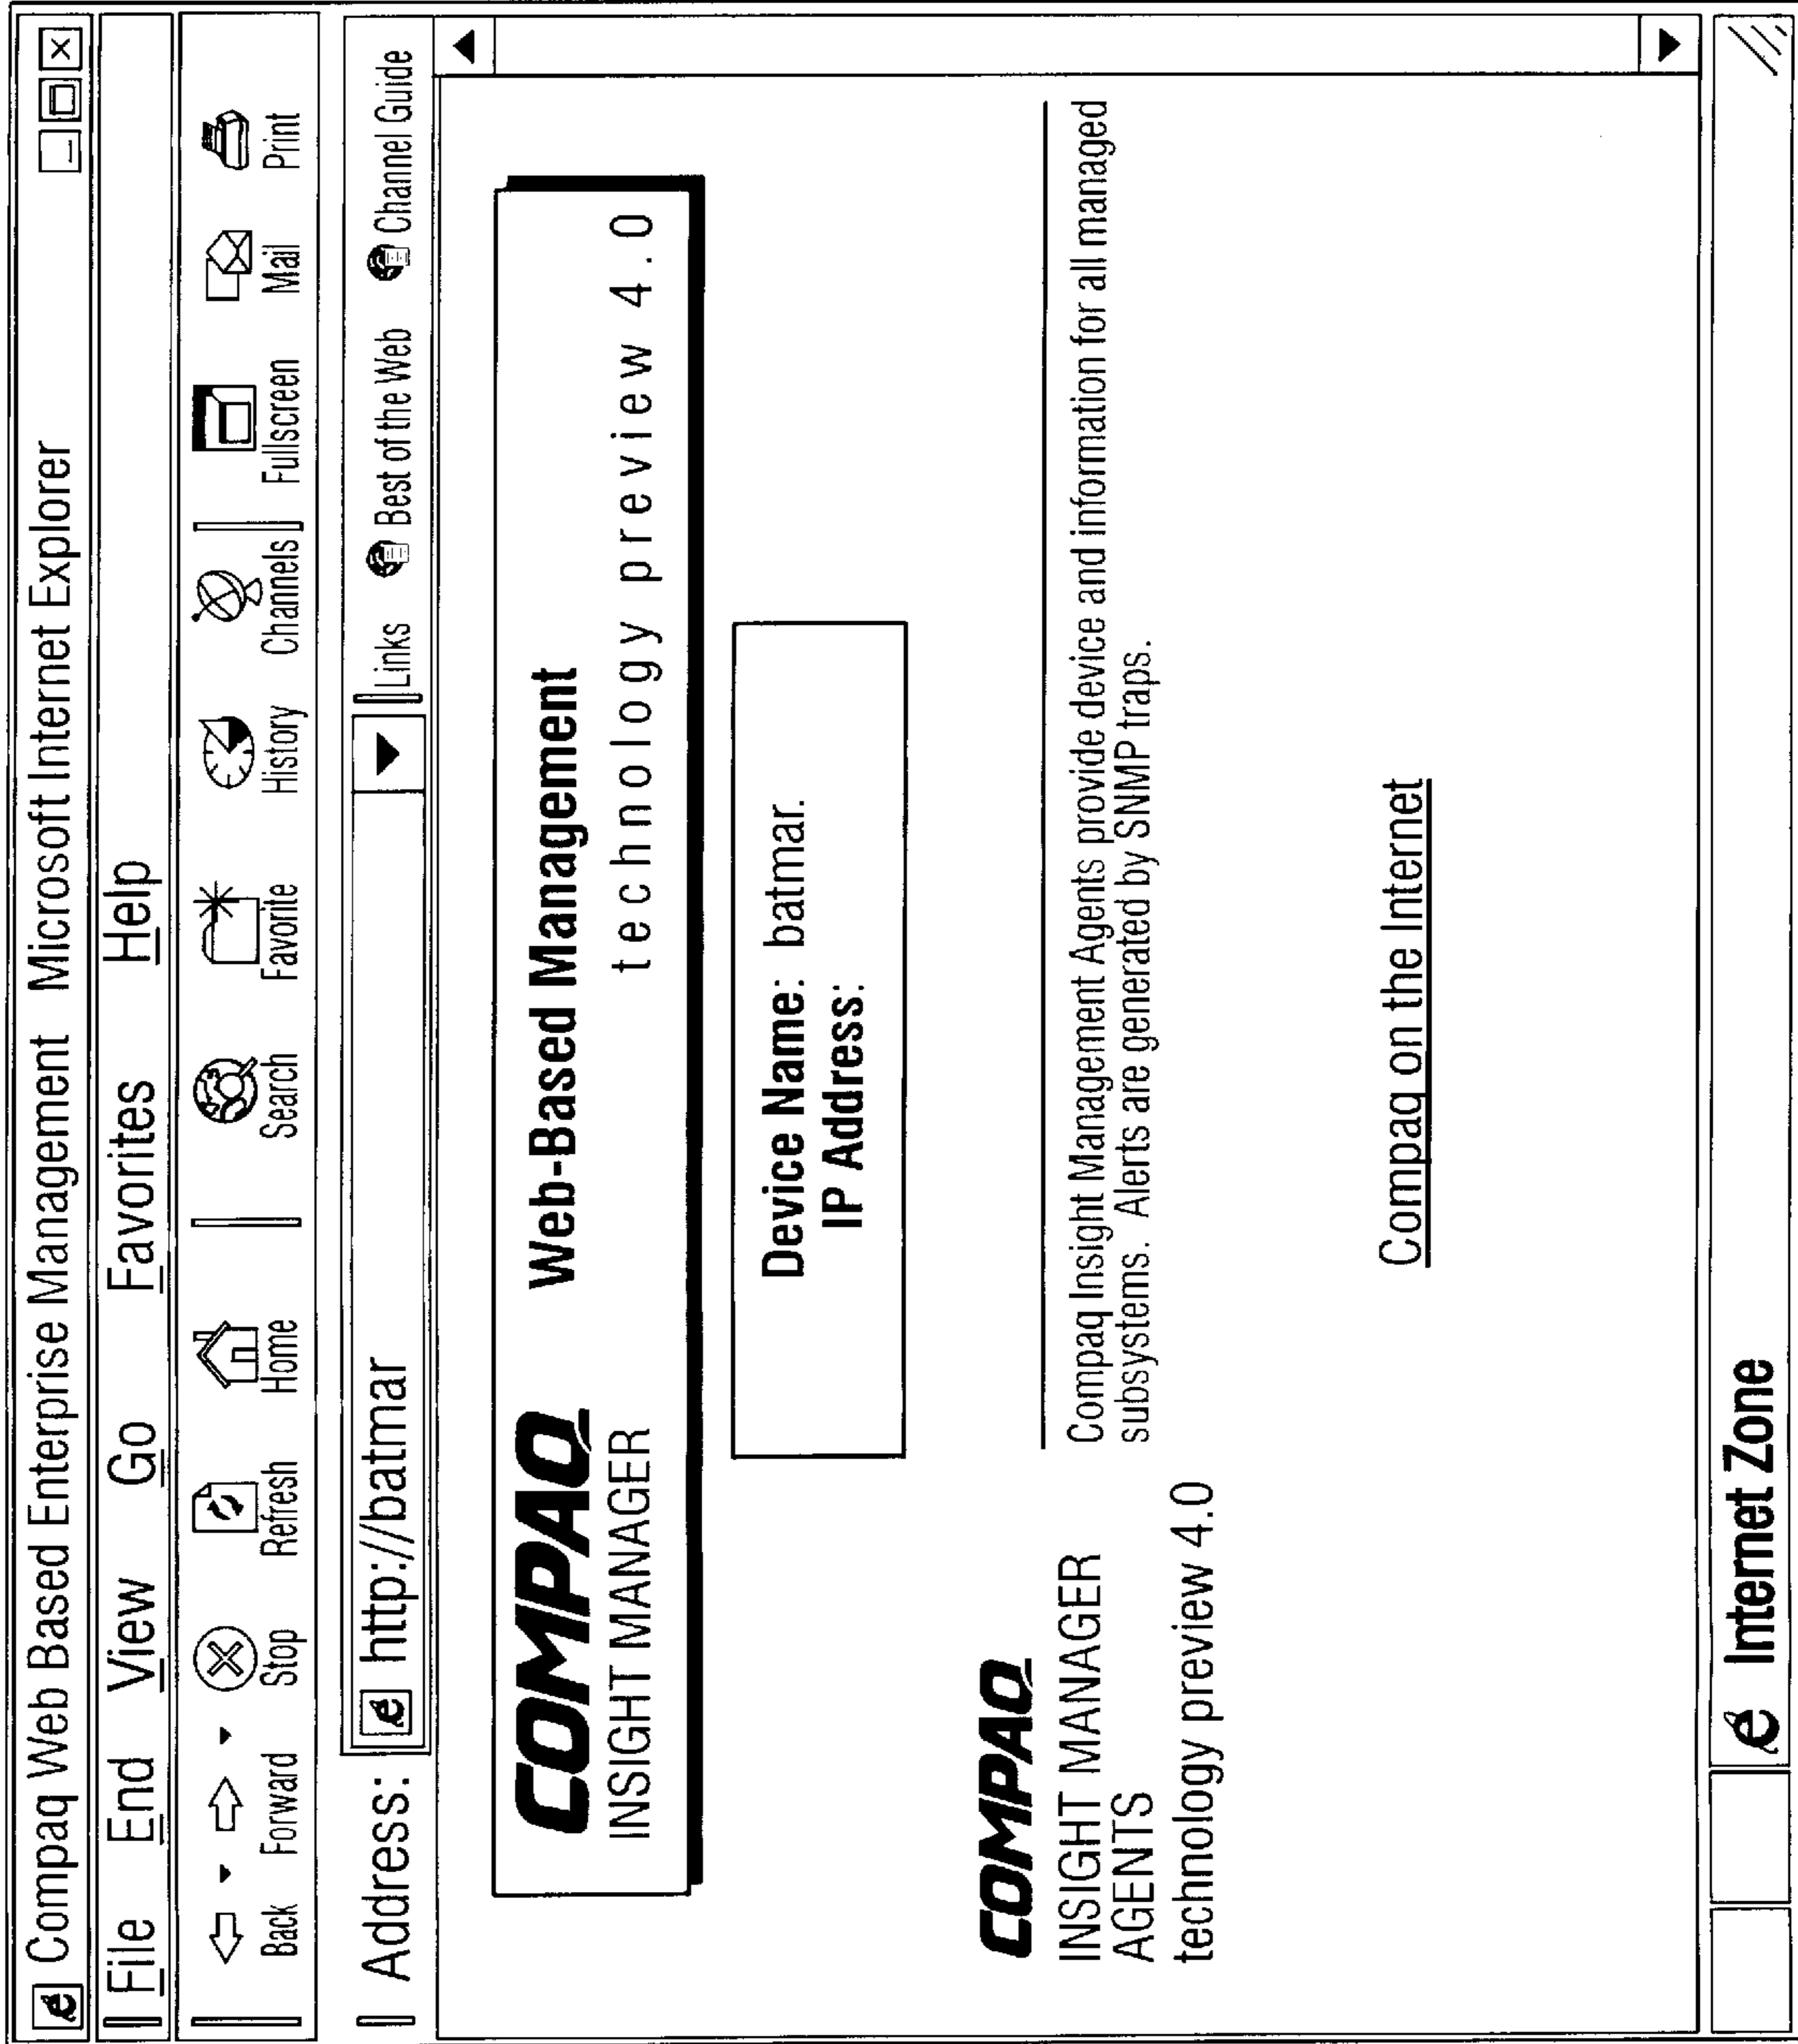 Compaq Web Based Enterprise Management Microsoft Internet Explorer
File End View Go Favorites Help
Back Forward Stop Refresh Home Search Favorite History Channels Fullscreen Mail Print
Address: http://batmar Links Best of the Web Channel Guide
COMPAQ Web-Based Management
INSIGHT MANAGER technology preview 4.0
Device Name: batmar.
IP Address:
COMPAQ
INSIGHT MANAGER
AGENTS
technology preview 4.0
Compaq Insight Management Agents provide device and information for all managed
subsystems. Alerts are generated by SNMP traps.
Compaq on the Internet
Internet Zone